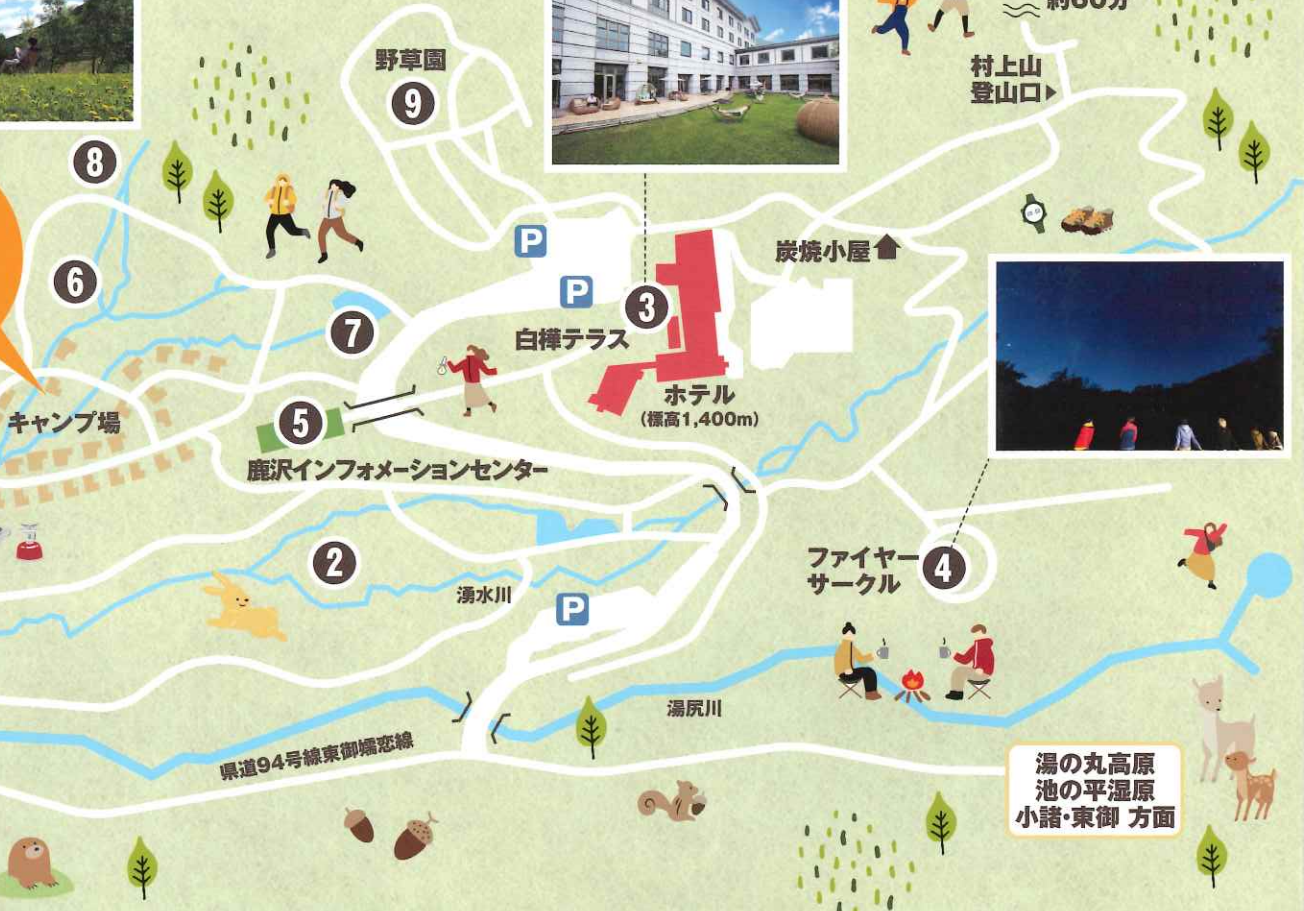 約60分
野草園
9
村上山
登山口▶
8
P
炭焼小屋
6
P
3
7
白樺テラス
ホテル
(標高1,400m)
キャンプ場
5
鹿沢インフォメーションセンター
2
湧水川
P
ファイヤー
サークル
4
湯尻川
県道94号線東御嬬恋線
湯の丸高原
池の平湿原
小諸・東御 方面